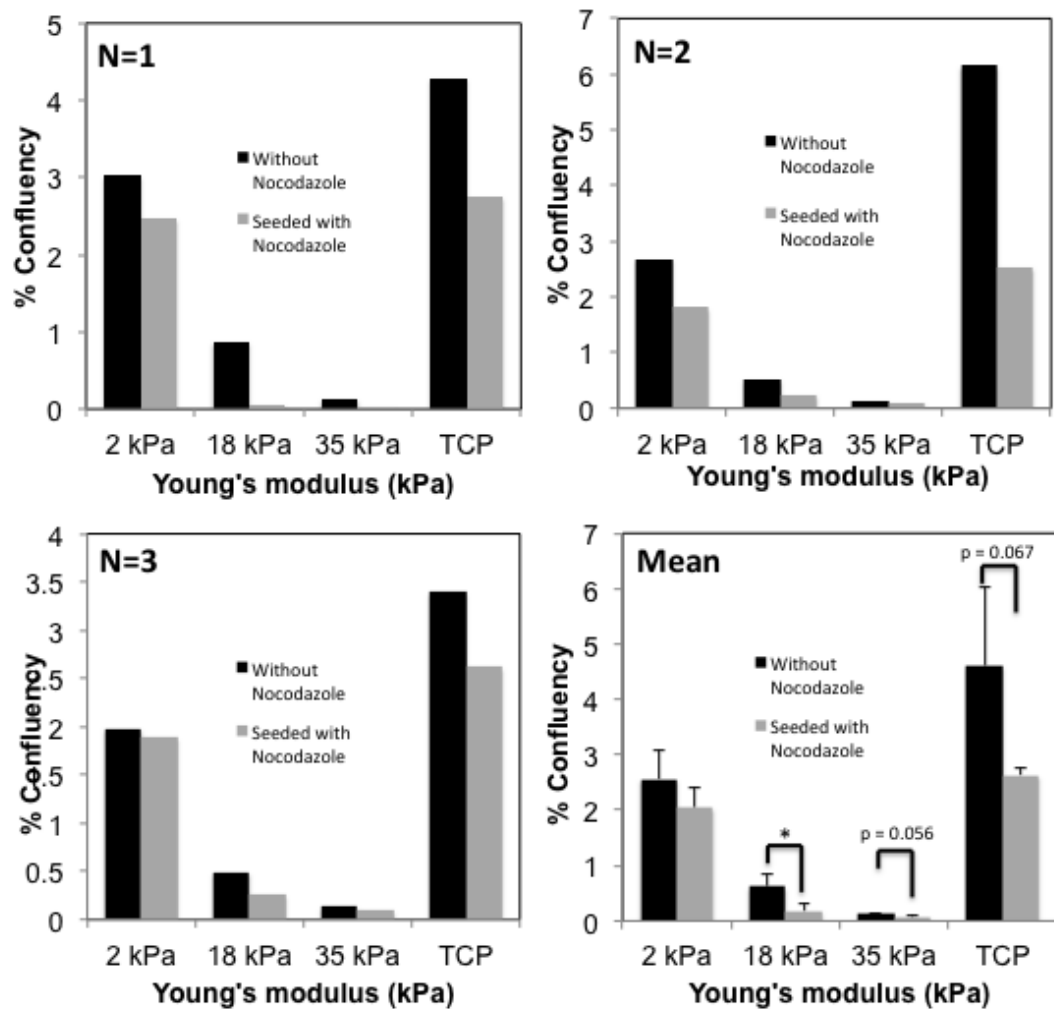 N=1
% Confluency
5
4
3
2
1
0
Without
Nocodazole
Seeded with
Nocodazole
2 kPa 18 kPa 35 kPa TCP
Young's modulus (kPa)
N=2
% Confluency
7
6
5
4
3
2
1
0
Without
Nocodazole
Seeded with
Nocodazole
2 kPa 18 kPa 35 kPa TCP
Young's modulus (kPa)
N=3
% Confluency
4
3.5
3
2.5
2
.5
1
0.5
0
Without
Nocodazole
Seeded with
Nocodazole
2 kPa 18 kPa 35 kPa TCP
Young's modulus (kPa)
Mean
% Confluency
7
6
5
4
3
2
1
0
p = 0.067
Without
Nocodazole
Seeded with
Nocodazole
*
p = 0.056
2 kPa 18 kPa 35 kPa TCP
Young's modulus (kPa)